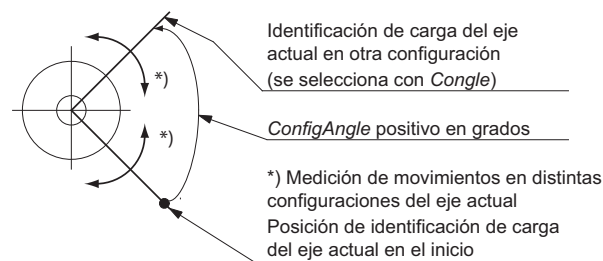 Identificación de carga del eje
actual en otra configuración
(se selecciona con Congle)
*)
ConfigAngle positivo en grados
*)
*) Medición de movimientos en distintas
configuraciones del eje actual
Posición de identificación de carga
del eje actual en el inicio